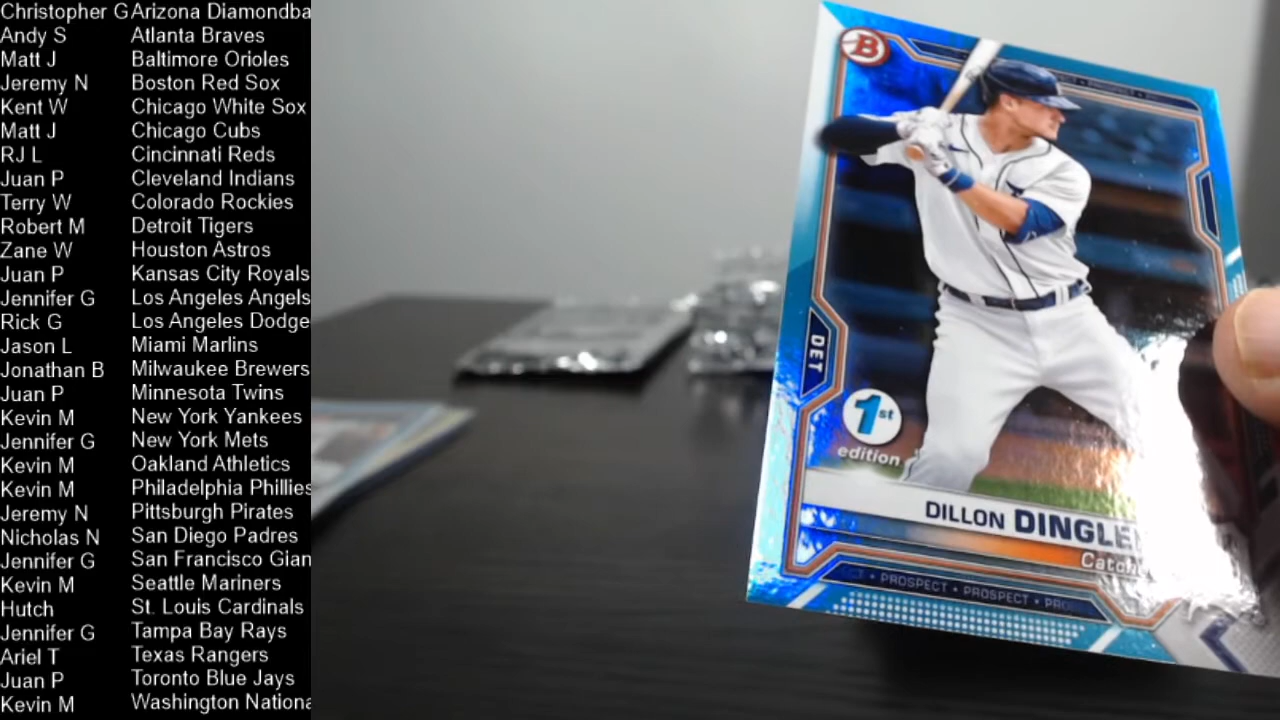 Christopher G Arizona Diamondba
Andy S Atlanta Braves
Matt J Baltimore Orioles
Jeremy N Boston Red Sox
Kent W Chicago White Sox
Matt J Chicago Cubs
RJ L Cincinnati Reds
Juan P Cleveland Indians
Terry W Colorado Rockies
Robert M Detroit Tigers
Zane W Houston Astros
Juan P Kansas City Royals
Jennifer G Los Angeles Angels
Rick G Los Angeles Dodge
Jason L Miami Marlins
Jonathan B Milwaukee Brewers
Juan P Minnesota Twins
Kevin M New York Yankees
Jennifer G New York Mets
Kevin M Oakland Athletics
Kevin M Philadelphia Phillies
Jeremy N Pittsburgh Pirates
Nicholas N San Diego Padres
Jennifer G San Francisco Gian
Kevin M Seattle Mariners
Hutch St. Louis Cardinals
Jennifer G Tampa Bay Rays
Ariel T Texas Rangers
Juan P Toronto Blue Jays
Kevin M Washington Nationa
B
PROSPECT
DET
1st
edition
DILLON DINGLE
Catch
PROSPECT • PROSPECT • PRO